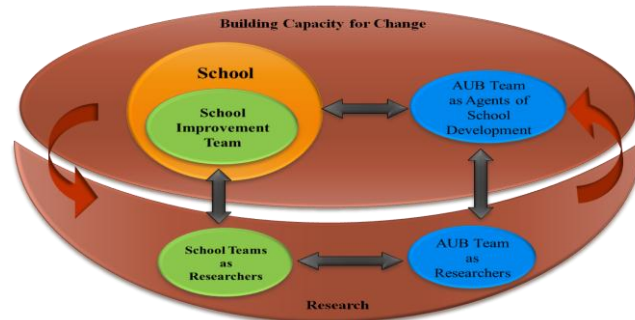 Building Capacity for Change
School
School
Improvement
Team
AUB Team
as Agents of
School
Development
School Teams
as
Researchers
AUB Team
as
Researchers
Research